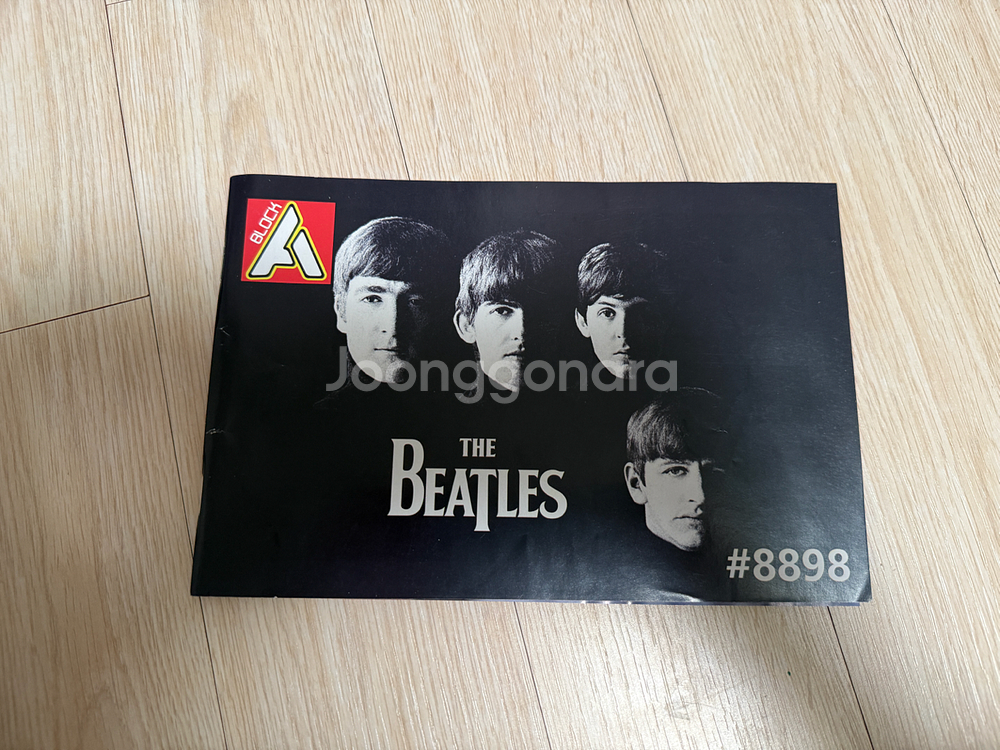 BLOCK A
Joonggonara
THE
BEATLES
#8898